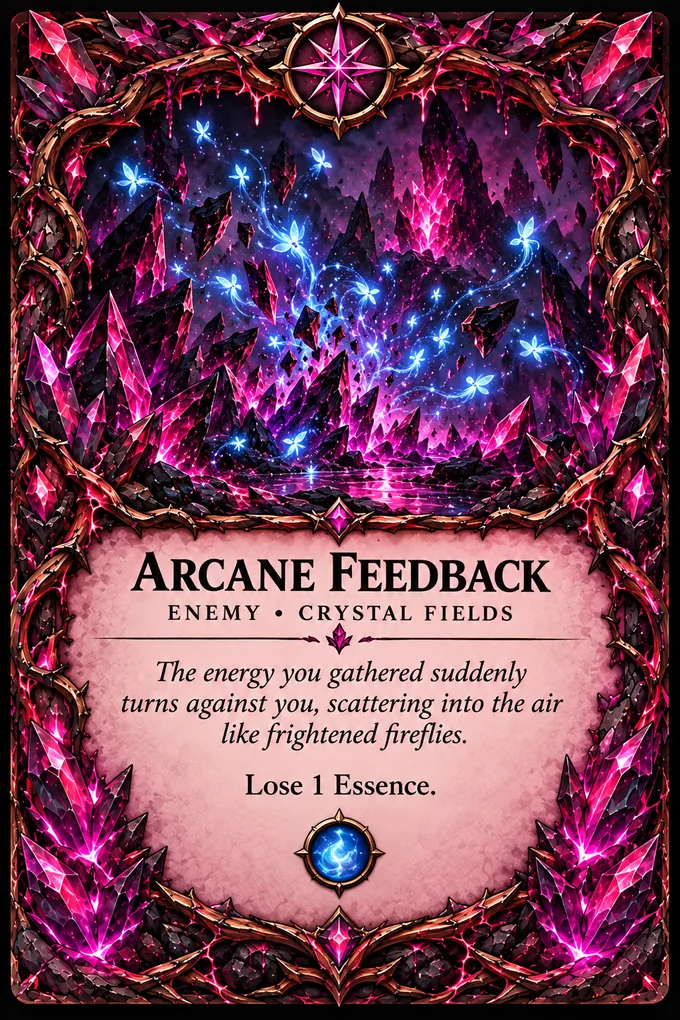 ARCANE FEEDBACK
ENEMY • CRYSTAL FIELDS
The energy you gathered suddenly
turns against you, scattering into the air
like frightened fireflies.
Lose 1 Essence.